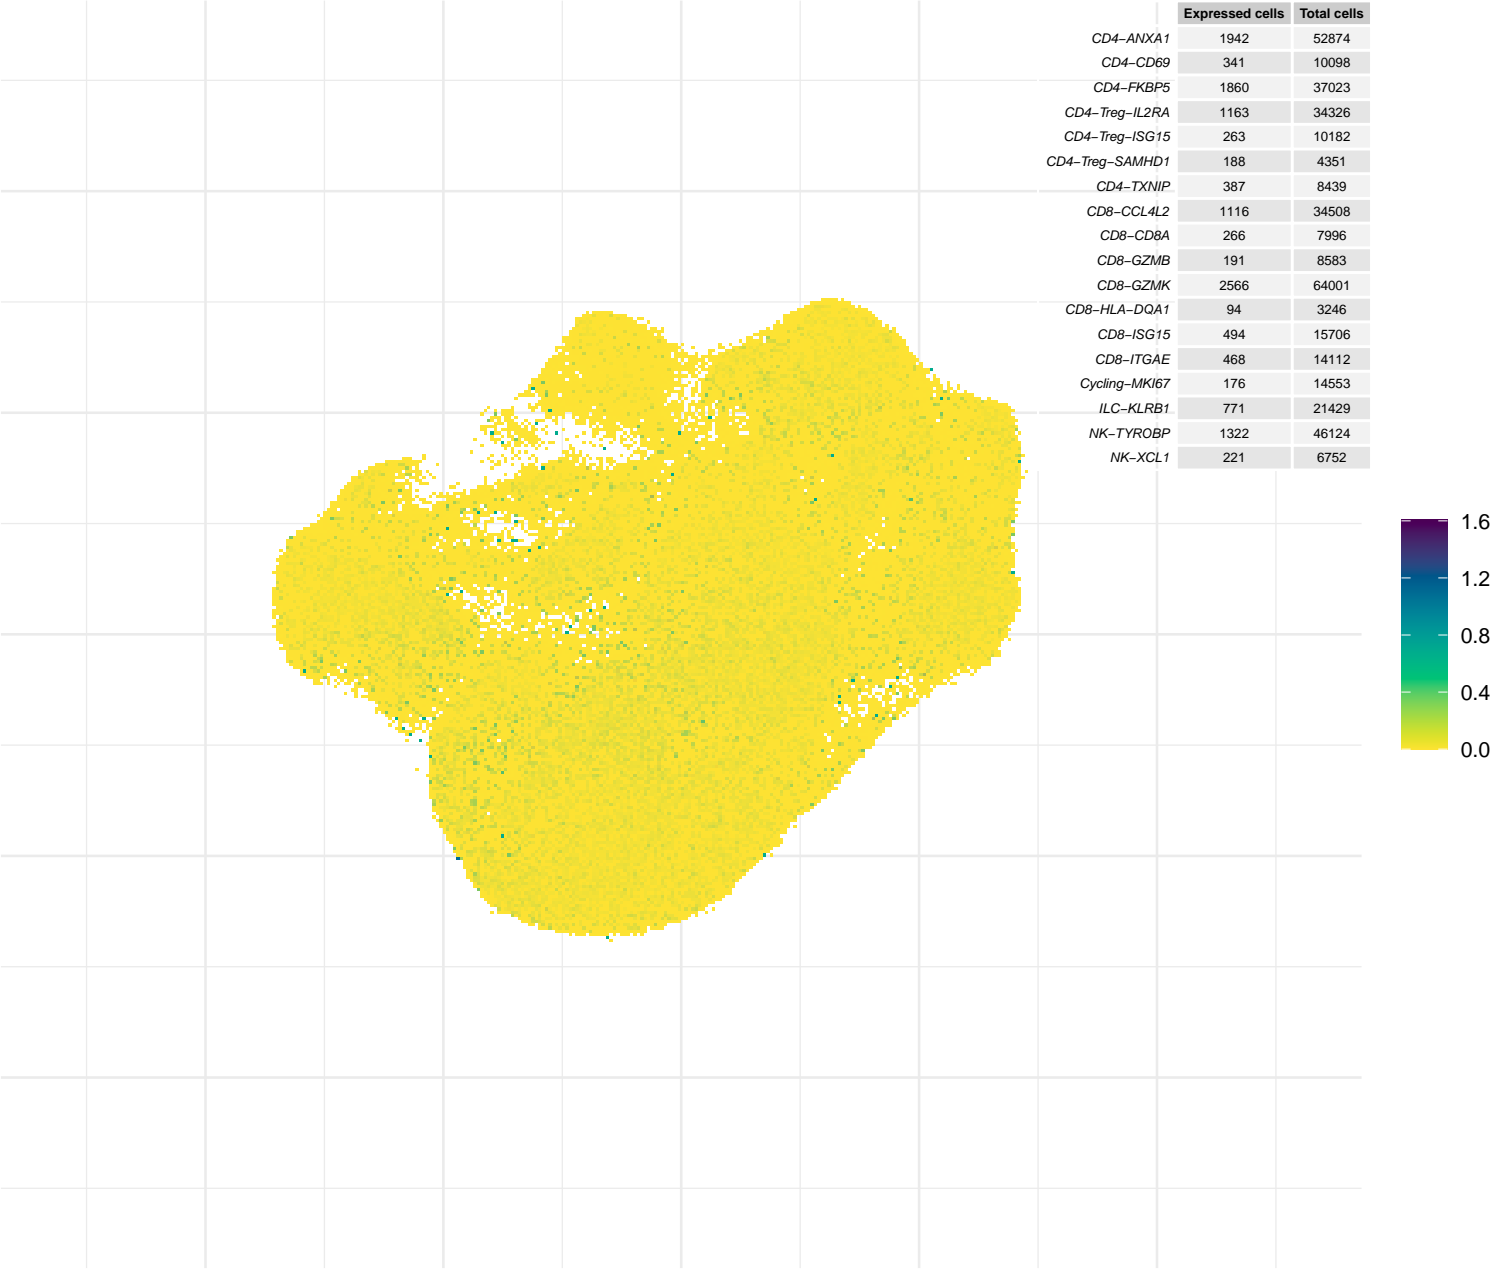 Expressed cells Total cells
CD4−ANXA1 1942 52874
CD4−CD69 341 10098
CD4−FKBP5 1860 37023
CD4−Treg−IL2RA 1163 34326
CD4−Treg−ISG15 263 10182
CD4−Treg−SAMHD1 188 4351
CD4−TXNIP 387 8439
CD8−CCL4L2 1116 34508
CD8−CD8A 266 7996
CD8−GZMB 191 8583
CD8−GZMK 2566 64001
CD8−HLA−DQA1 94 3246
CD8−ISG15 494 15706
CD8−ITGAE 468 14112
Cycling−MKI67 176 14553
ILC−KLRB1 771 21429
NK−TYROBP 1322 46124
NK−XCL1 221 6752
1.6
1.2
0.8
0.4
0.0